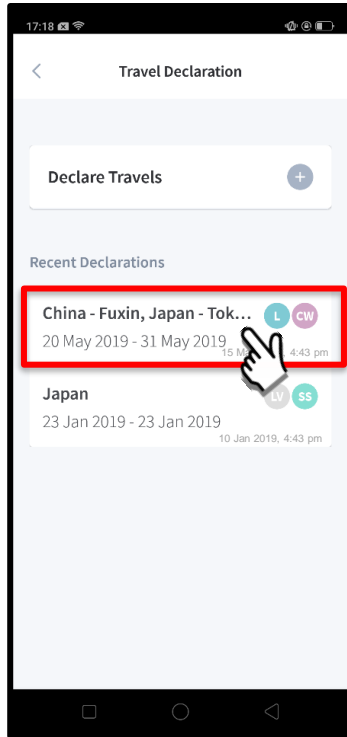 17:18
Travel Declaration
Declare Travels
Recent Declarations
China - Fuxin, Japan - Tok...
L CW
20 May 2019 - 31 May 2019
15 4:43 pm
Japan
LV SS
23 Jan 2019 - 23 Jan 2019
10 Jan 2019, 4:43 pm